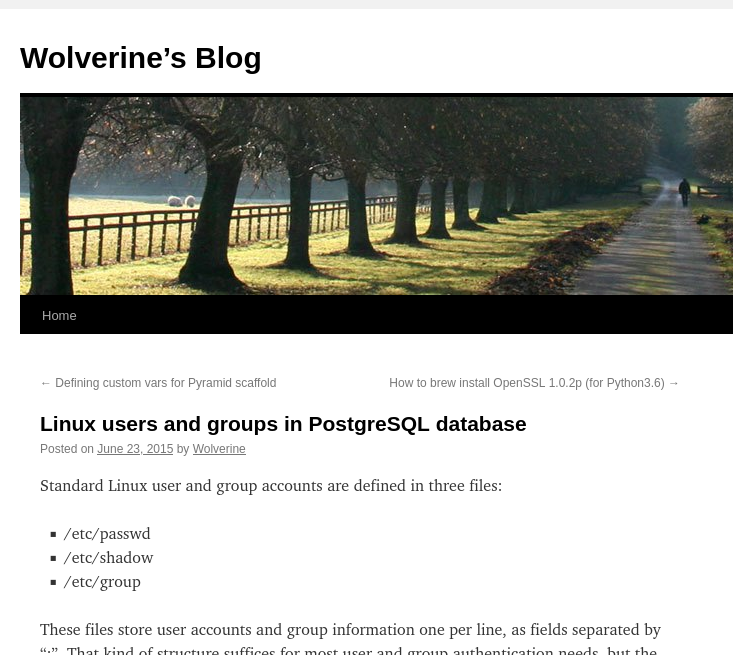 Wolverine’s Blog
Home
← Defining custom vars for Pyramid scaffold
How to brew install OpenSSL 1.0.2p (for Python3.6) →
Linux users and groups in PostgreSQL database
Posted on June 23, 2015 by Wolverine
Standard Linux user and group accounts are defined in three files:
▪ /etc/passwd
▪ /etc/shadow
▪ /etc/group
These files store user accounts and group information one per line, as fields separated by
“:”. That kind of structure suffices for most user and group authentication needs, but the